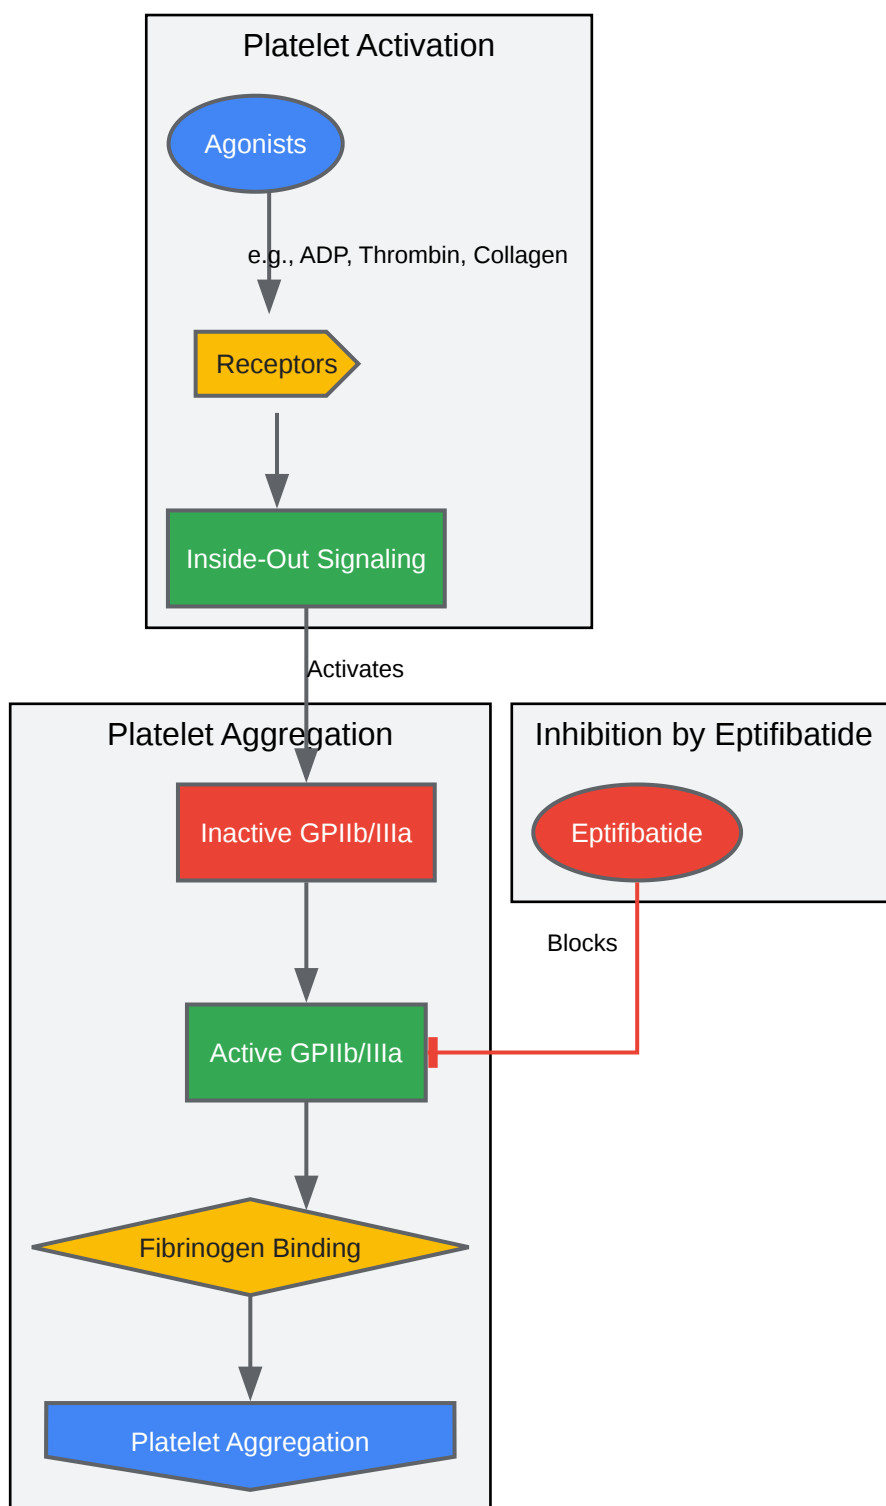 Platelet Activation
Agonists
e.g., ADP, Thrombin, Collagen
Receptors
Inside-Out Signaling
Activates
Platelet Aggregation
Inhibition by Eptifibatide
Inactive GPIIb/IIIa
Eptifibatide
Blocks
Active GPIIb/IIIa
Fibrinogen Binding
Platelet Aggregation